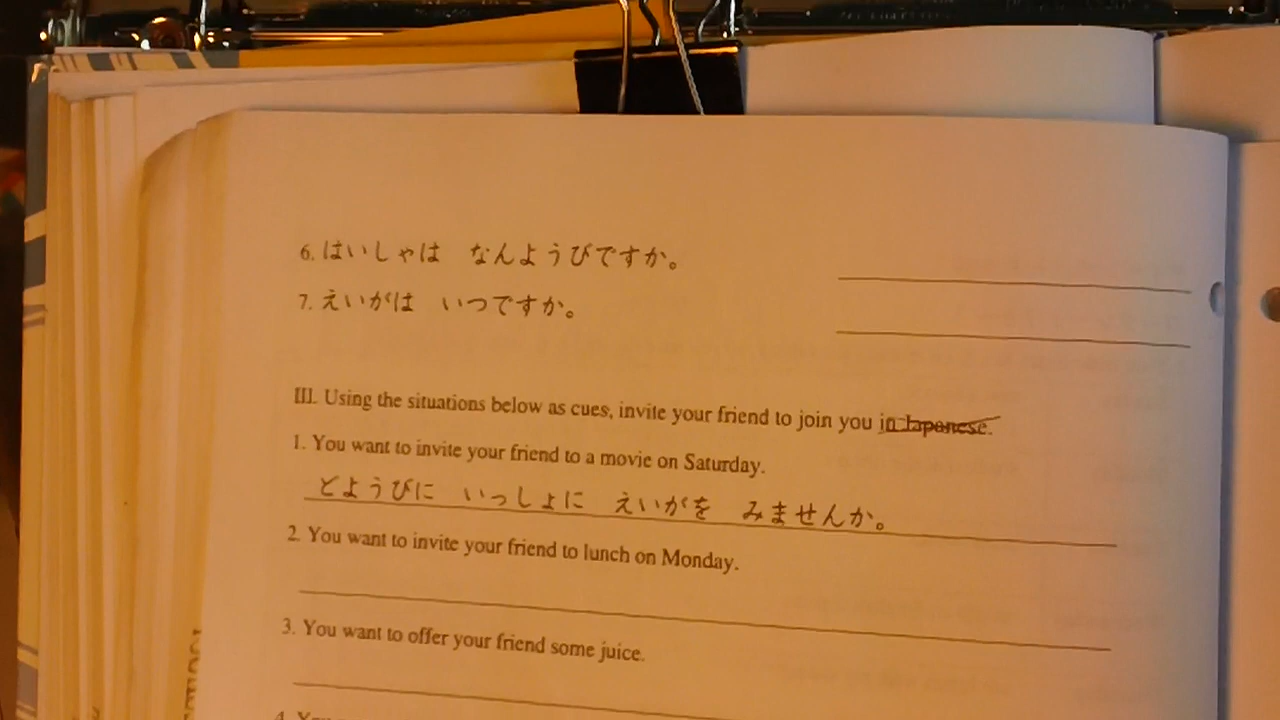 6. はいしゃは なんようびですか。
7. えいがは いつですか。
III. Using the situations below as cues, invite your friend to join you in Japanese.
1. You want to invite your friend to a movie on Saturday.
どようびに いっしょに えいがを みませんか。
2. You want to invite your friend to lunch on Monday.
3. You want to offer your friend some juice.